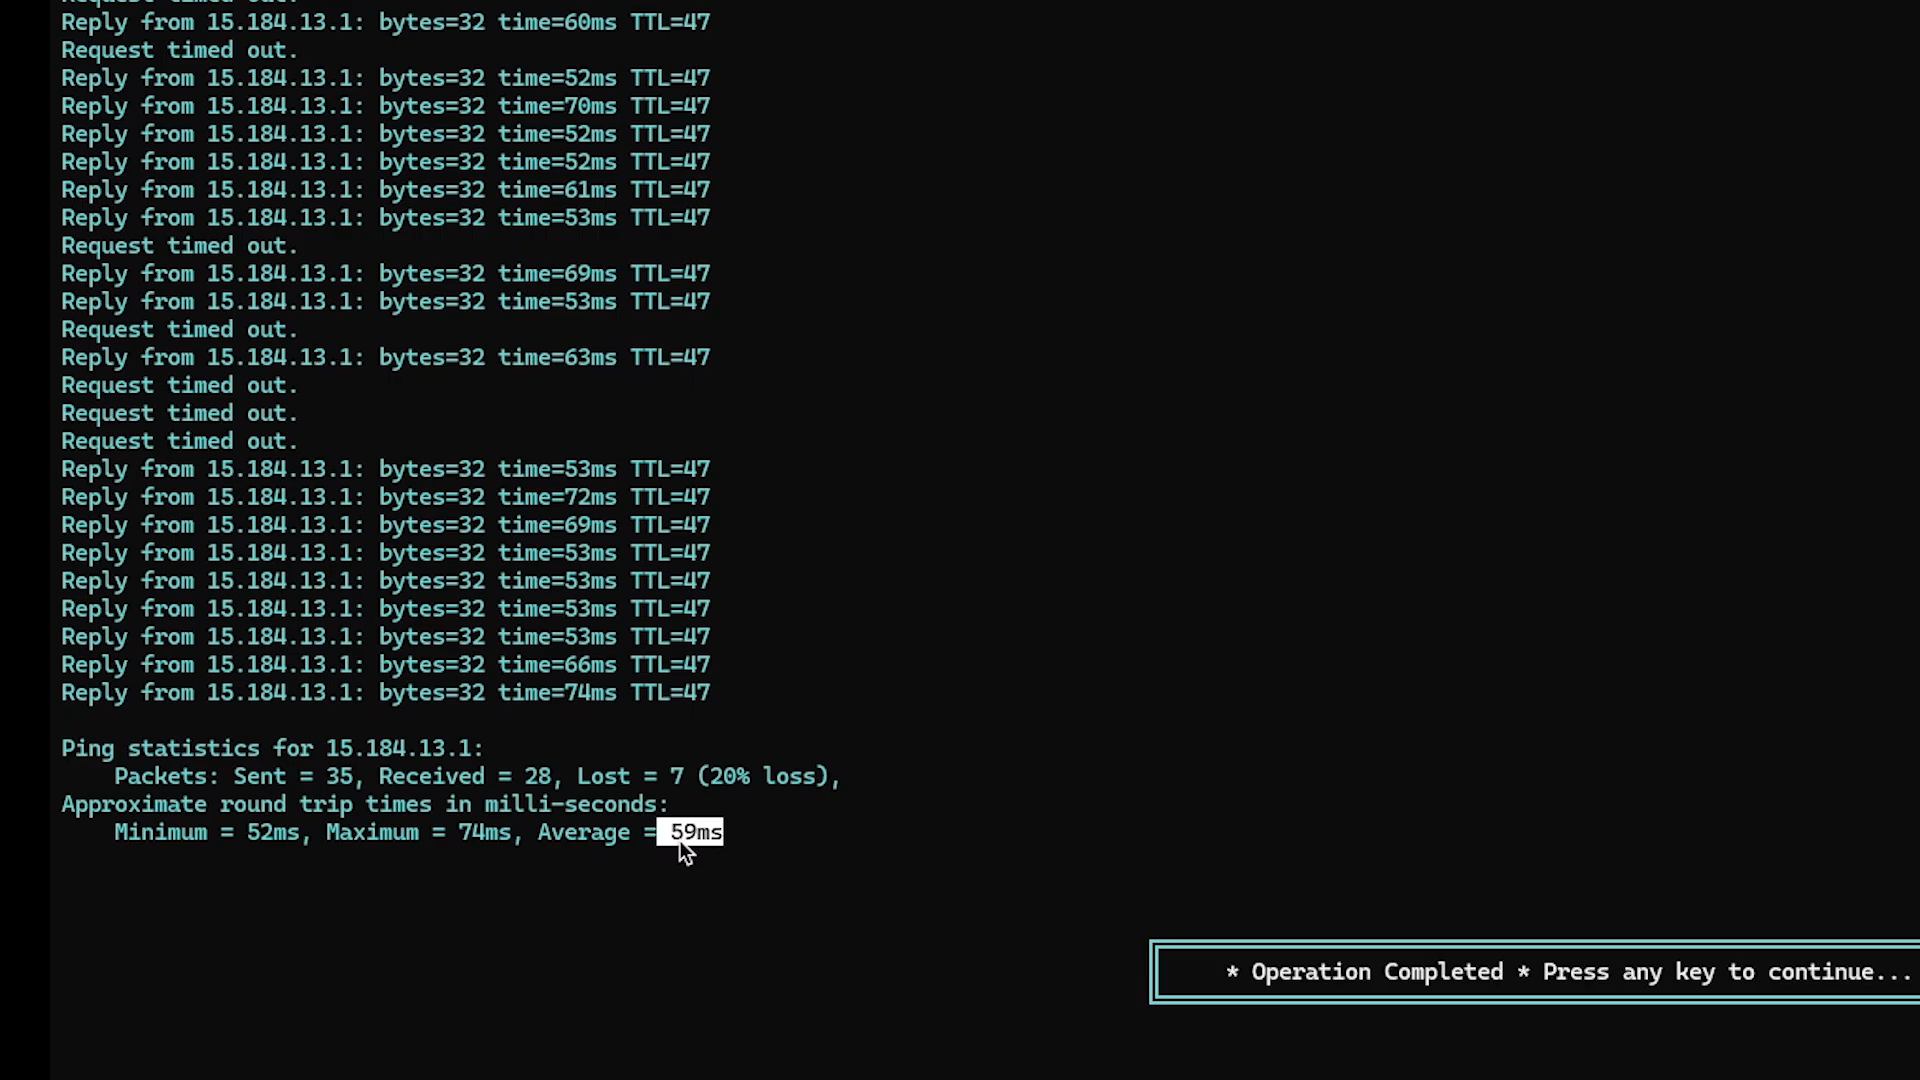 Request timed out.
Reply from 15.184.13.1: bytes=32 time=60ms TTL=47
Request timed out.
Reply from 15.184.13.1: bytes=32 time=52ms TTL=47
Reply from 15.184.13.1: bytes=32 time=70ms TTL=47
Reply from 15.184.13.1: bytes=32 time=52ms TTL=47
Reply from 15.184.13.1: bytes=32 time=52ms TTL=47
Reply from 15.184.13.1: bytes=32 time=61ms TTL=47
Reply from 15.184.13.1: bytes=32 time=53ms TTL=47
Request timed out.
Reply from 15.184.13.1: bytes=32 time=69ms TTL=47
Reply from 15.184.13.1: bytes=32 time=53ms TTL=47
Request timed out.
Reply from 15.184.13.1: bytes=32 time=63ms TTL=47
Request timed out.
Request timed out.
Request timed out.
Reply from 15.184.13.1: bytes=32 time=53ms TTL=47
Reply from 15.184.13.1: bytes=32 time=72ms TTL=47
Reply from 15.184.13.1: bytes=32 time=69ms TTL=47
Reply from 15.184.13.1: bytes=32 time=53ms TTL=47
Reply from 15.184.13.1: bytes=32 time=53ms TTL=47
Reply from 15.184.13.1: bytes=32 time=53ms TTL=47
Reply from 15.184.13.1: bytes=32 time=53ms TTL=47
Reply from 15.184.13.1: bytes=32 time=66ms TTL=47
Reply from 15.184.13.1: bytes=32 time=74ms TTL=47
Ping statistics for 15.184.13.1:
Packets: Sent = 35, Received = 28, Lost = 7 (20% loss),
Approximate round trip times in milli-seconds:
Minimum = 52ms, Maximum = 74ms, Average = 59ms
* Operation Completed * Press any key to continue...